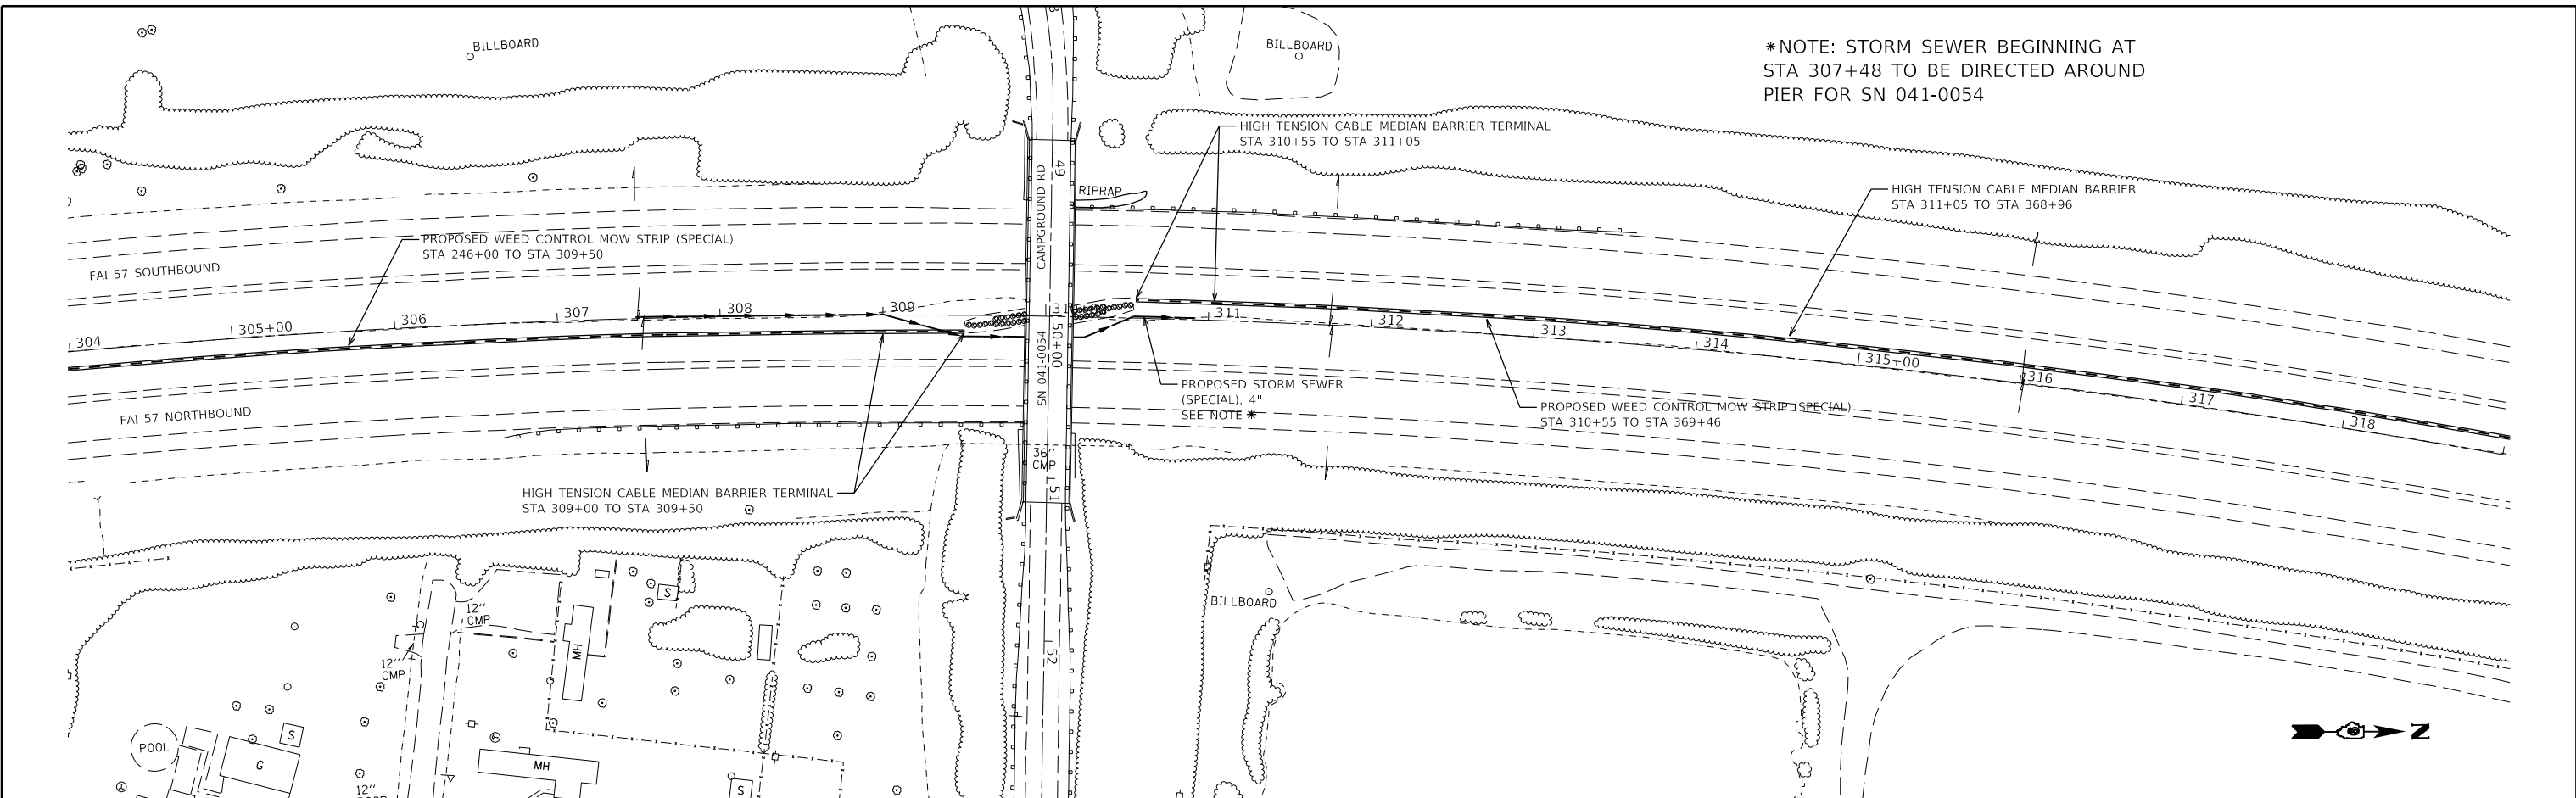 BILLBOARD
BILLBOARD
*NOTE: STORM SEWER BEGINNING AT
STA 307+48 TO BE DIRECTED AROUND
PIER FOR SN 041-0054
HIGH TENSION CABLE MEDIAN BARRIER TERMINAL
STA 310+55 TO STA 311+05
49
CAMPGROUND RD
RIPRAP
HIGH TENSION CABLE MEDIAN BARRIER
STA 311+05 TO STA 368+96
PROPOSED WEED CONTROL MOW STRIP (SPECIAL)
STA 246+00 TO STA 309+50
FAI 57 SOUTHBOUND
304
305+00
306
307
308
309
311
312
313
314
315+00
316
317
318
50+00
SN 041-0054
PROPOSED STORM SEWER
(SPECIAL), 4"
SEE NOTE *
PROPOSED WEED CONTROL MOW STRIP (SPECIAL)
STA 310+55 TO STA 369+46
FAI 57 NORTHBOUND
36"
CMP
51
HIGH TENSION CABLE MEDIAN BARRIER TERMINAL
STA 309+00 TO STA 309+50
S
BILLBOARD
12"
CMP
MH
52
12"
CMP
S
POOL
G
MH
S
12"
N